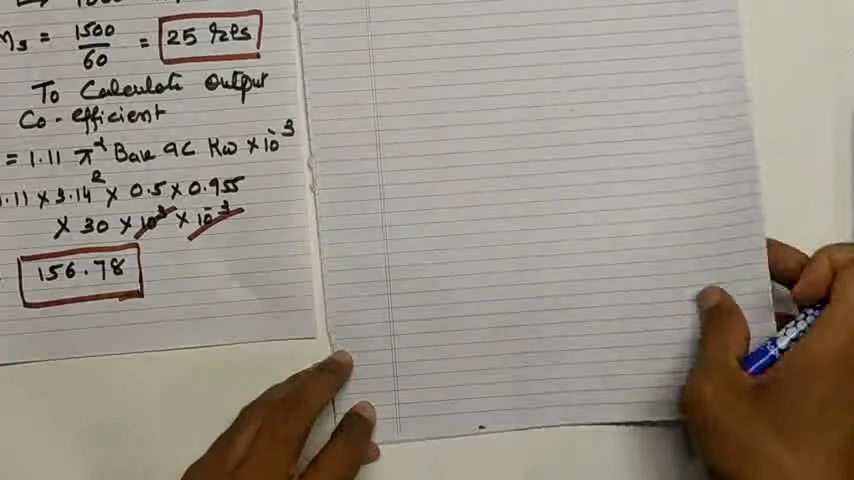 ns = 1500/60 = 25 rps
To Calculate output
Co-efficient
= 1.11 π² Bav ac Kw × 10⁻³
1.11 × 3.14² × 0.5 × 0.955
× 30 × 10³ × 10⁻³
156.78